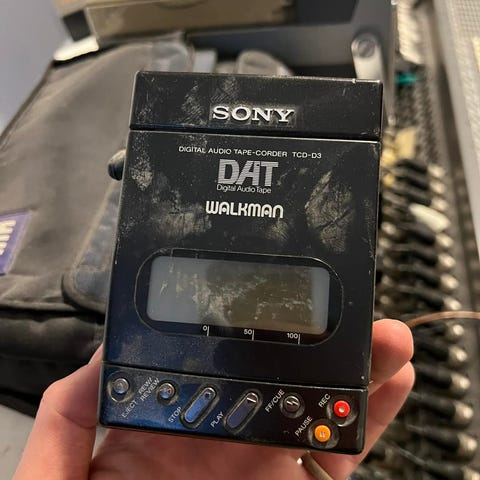 SONY
DIGITAL AUDIO TAPE-CORDER TCD-D3
DAT
Digital Audio Tape
WALKMAN
0 50 100
EJECT
REW/
REVIEW
STOP
PLAY
FF/CUE
PAUSE
REC